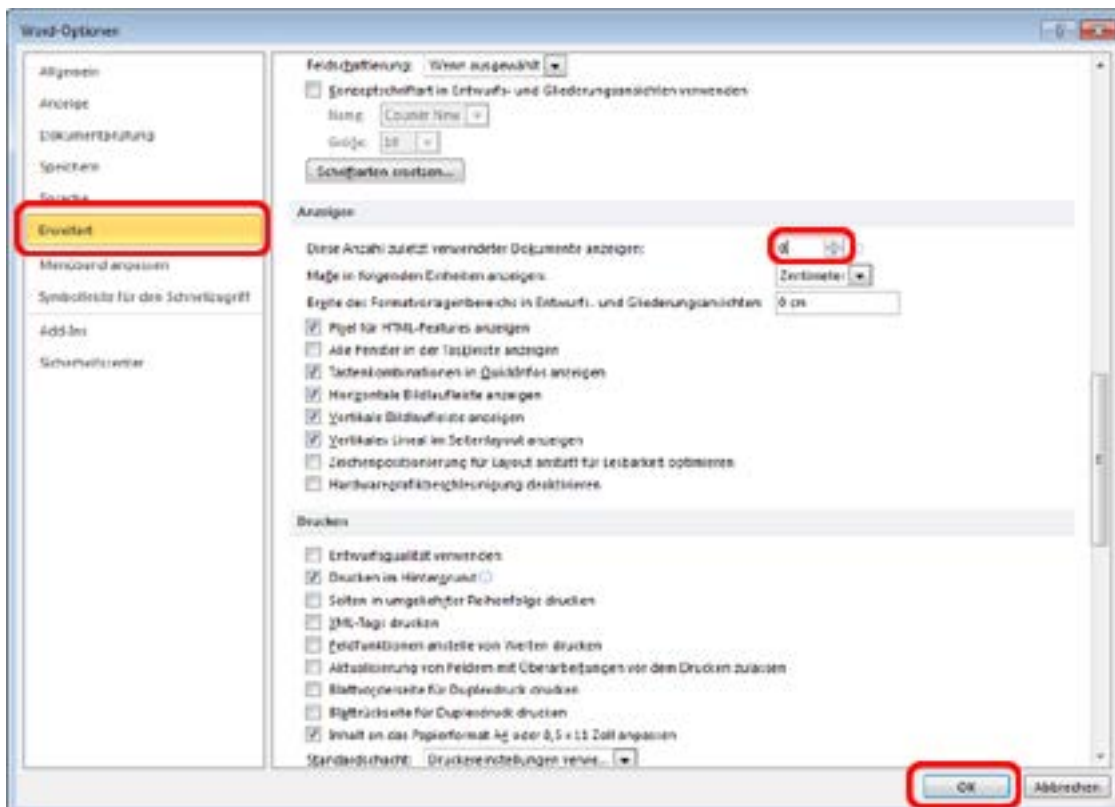 Word-Optionen
Allgemein
Anzeige
Dokumentprüfung
Speichern
Sprache
Erweitert
Menüband anpassen
Symbolleiste für den Schnellzugriff
Add-Ins
Sicherheitscenter
Feldschattierung: Wenn ausgewählt
Konzeptschriftart in Entwurfs- und Gliederungsansichten verwenden
Name: Courier New
Größe: 10
Schriftarten ersetzen...
Anzeigen
Diese Anzahl zuletzt verwendeter Dokumente anzeigen: 0
Maße in folgenden Einheiten anzeigen: Zentimeter
Breite des Formatvorlagenbereichs in Entwurfs- und Gliederungsansichten: 0 cm
Pixel für HTML-Features anzeigen
Alle Fenster in der Taskleiste anzeigen
Tastenkombinationen in QuickInfos anzeigen
Horizontale Bildlaufleiste anzeigen
Vertikale Bildlaufleiste anzeigen
Vertikales Lineal im Seitenlayout anzeigen
Zeichenpositionierung für Layout anstatt für Lesbarkeit optimieren
Hardwaregrafikbeschleunigung deaktivieren
Drucken
Entwurfsqualität verwenden
Drucken im Hintergrund
Seiten in umgekehrter Reihenfolge drucken
XML-Tags drucken
Feldfunktionen anstelle von Werten drucken
Aktualisierung von Feldern mit Überarbeitungen vor dem Drucken zulassen
Blattvorderseite für Duplexdruck drucken
Blattrückseite für Duplexdruck drucken
Inhalt an das Papierformat A4 oder 8,5 x 11 Zoll anpassen
Standardschacht: Druckereinstellungen verwe...
OK
Abbrechen